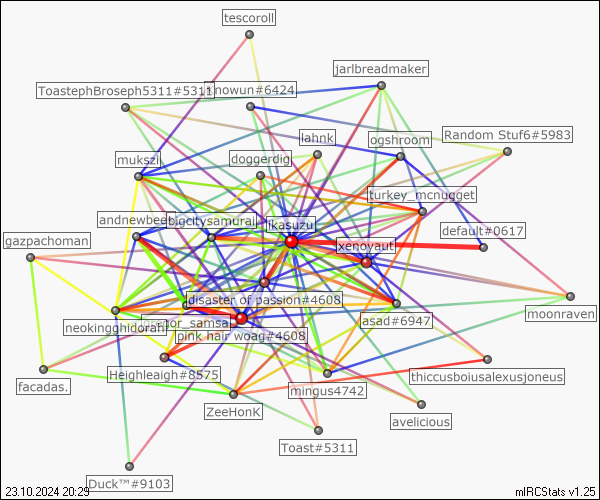 tescoroll
jarlbreadmaker
ToastephBroseph5311#5311
nowun#6424
lahnk
ogshroom
Random Stuf6#5983
mukszi
doggerdig
turkey_mcnugget
andnewbeet
bigcitysamurai
ikasuzu
default#0617
gazpachoman
xenoyaut
disaster of passion#4608
moonraven
neokingghidorah
or_samsa
asad#6947
pink hair woag#4608
Heighleaigh#8575
thiccusboiusalexusjoneus
facadas.
mingus4742
ZeeHonK
avelicious
Toast#5311
Duck™#9103
23.10.2024 20:29
mIRCStats v1.25